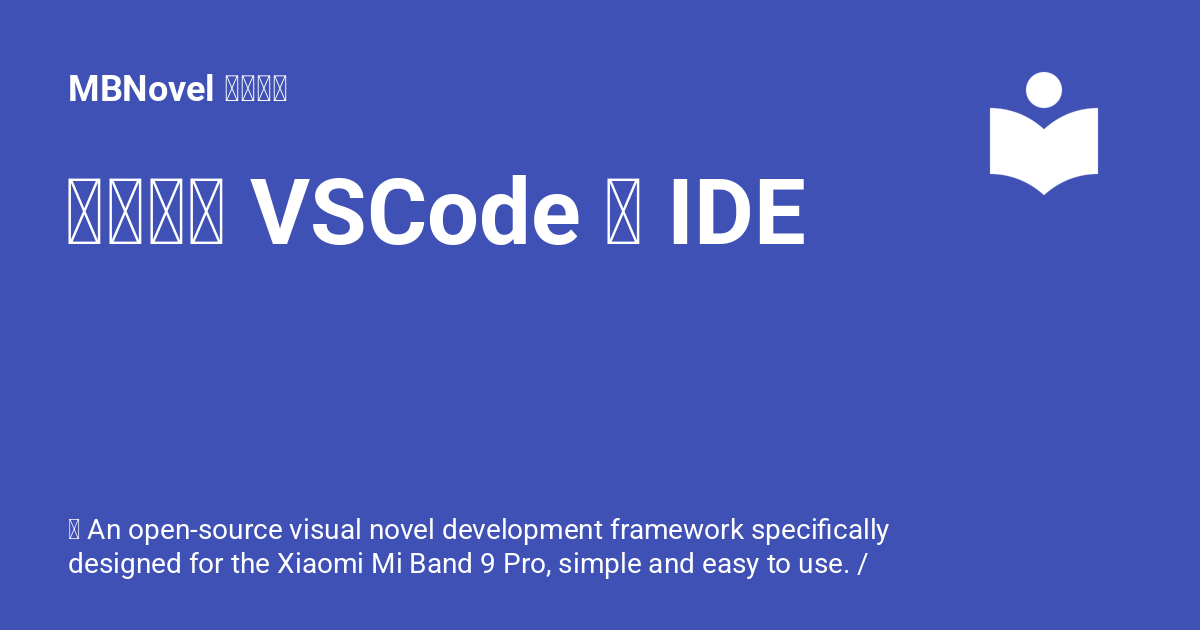 MBNovel
VSCode IDE
An open-source visual novel development framework specifically
designed for the Xiaomi Mi Band 9 Pro, simple and easy to use. /